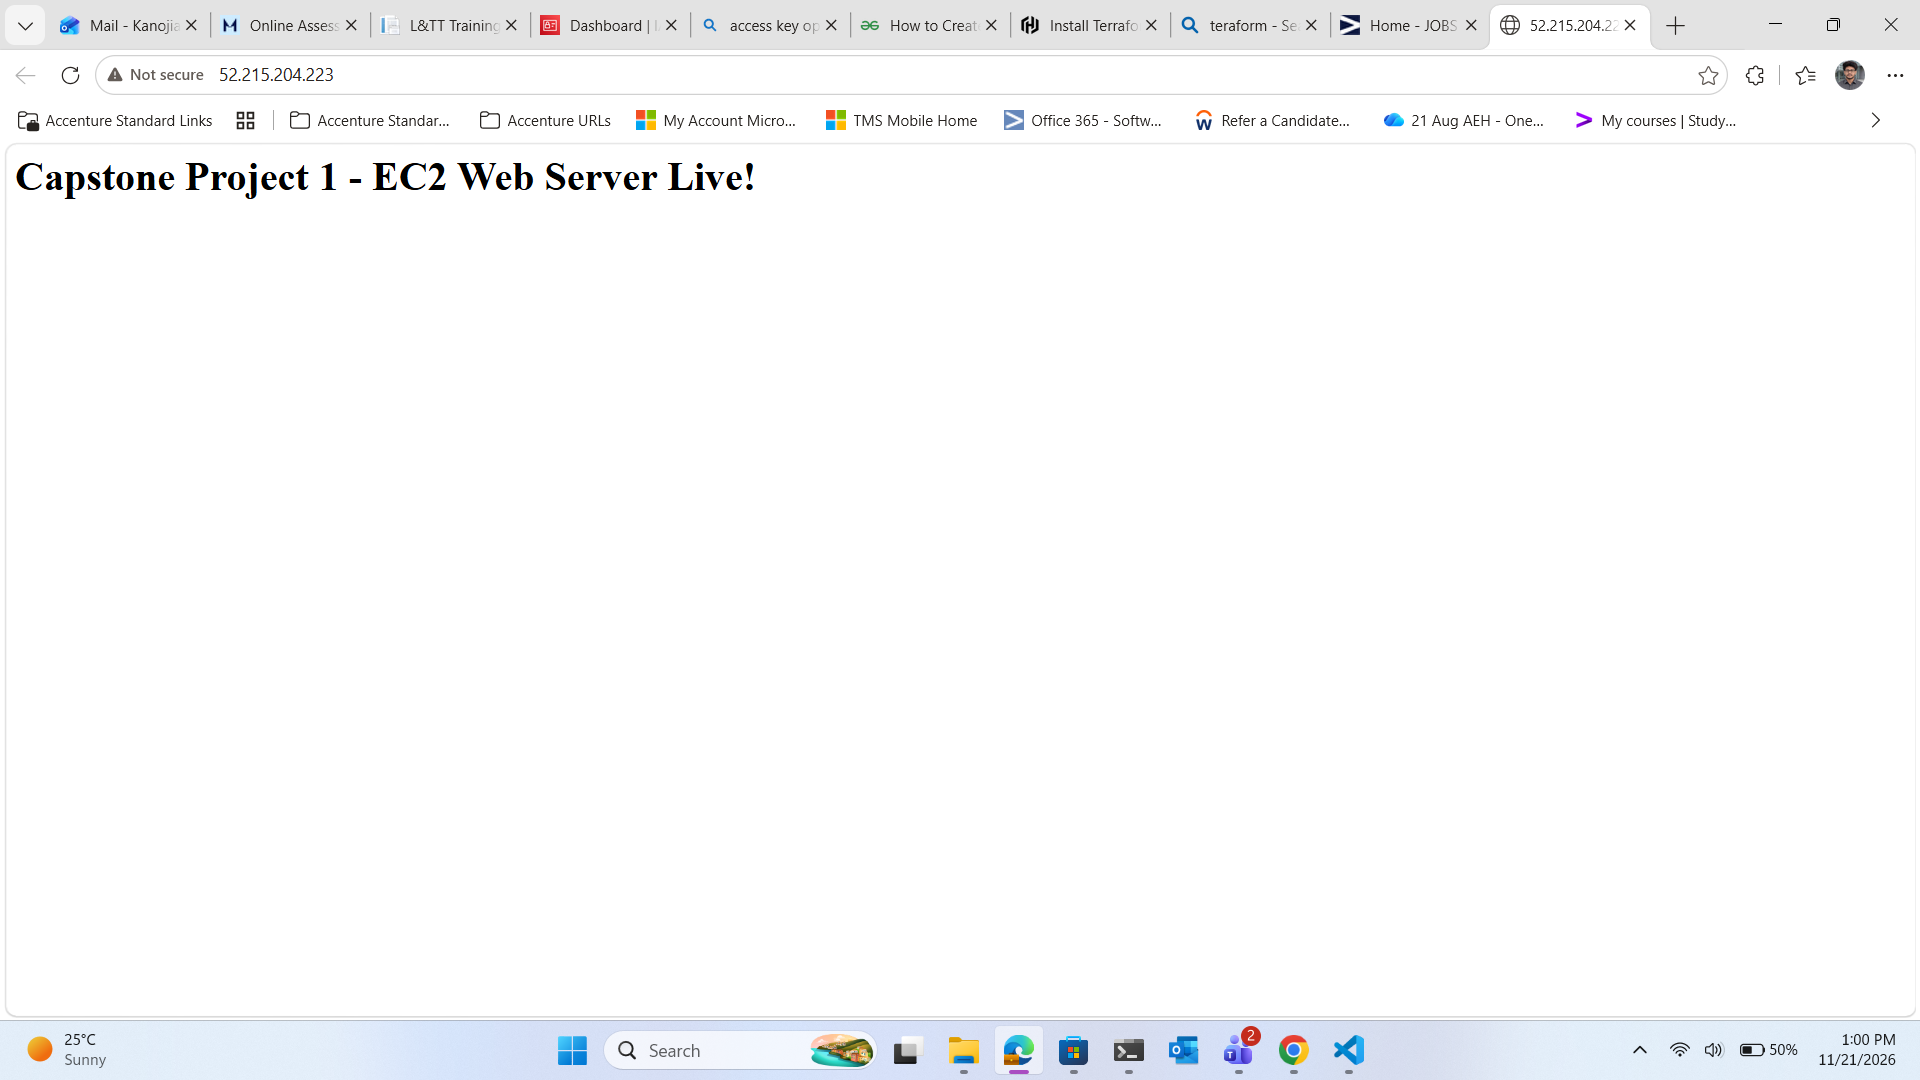 Mail - Kanojia
Online Assess
L&TT Training
Dashboard |
access key op
How to Creat
Install Terrafo
teraform - Se
Home - JOBS
52.215.204.22
Not secure 52.215.204.223
Accenture Standard Links
Accenture Standar...
Accenture URLs
My Account Micro...
TMS Mobile Home
Office 365 - Softw...
Refer a Candidate...
21 Aug AEH - One...
My courses | Study...
Capstone Project 1 - EC2 Web Server Live!
25°C
Sunny
Search
2
50%
1:00 PM
11/21/2026